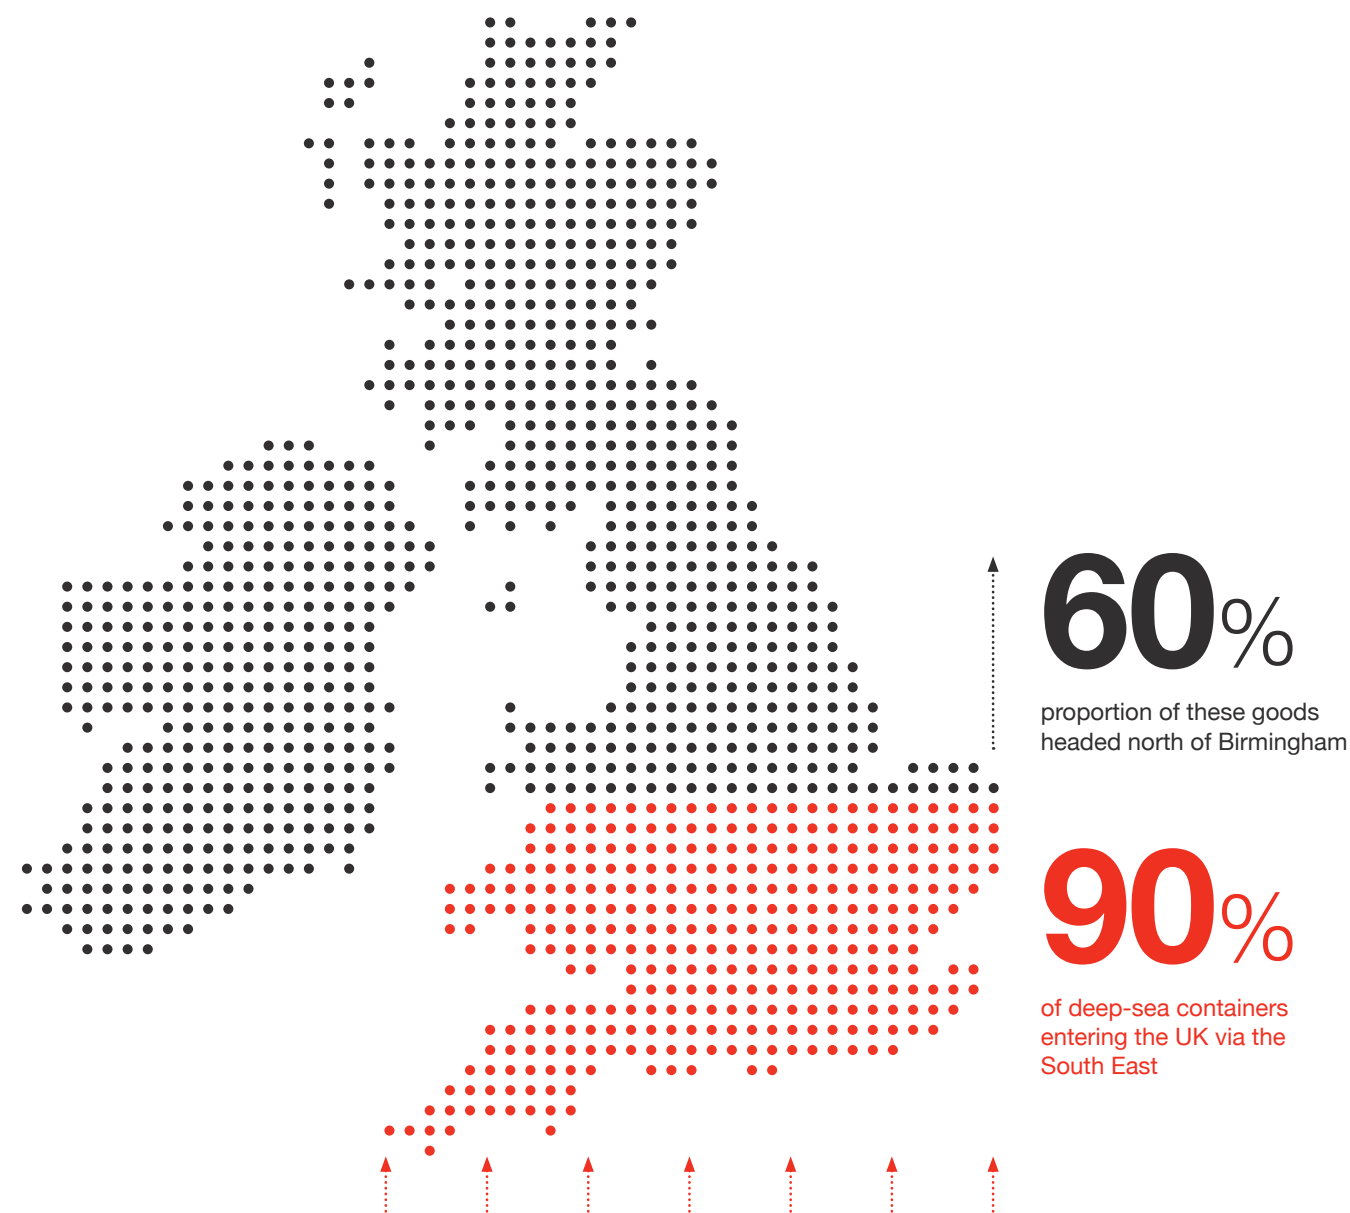 60%
proportion of these goods
headed north of Birmingham
90%
of deep-sea containers
entering the UK via the
South East